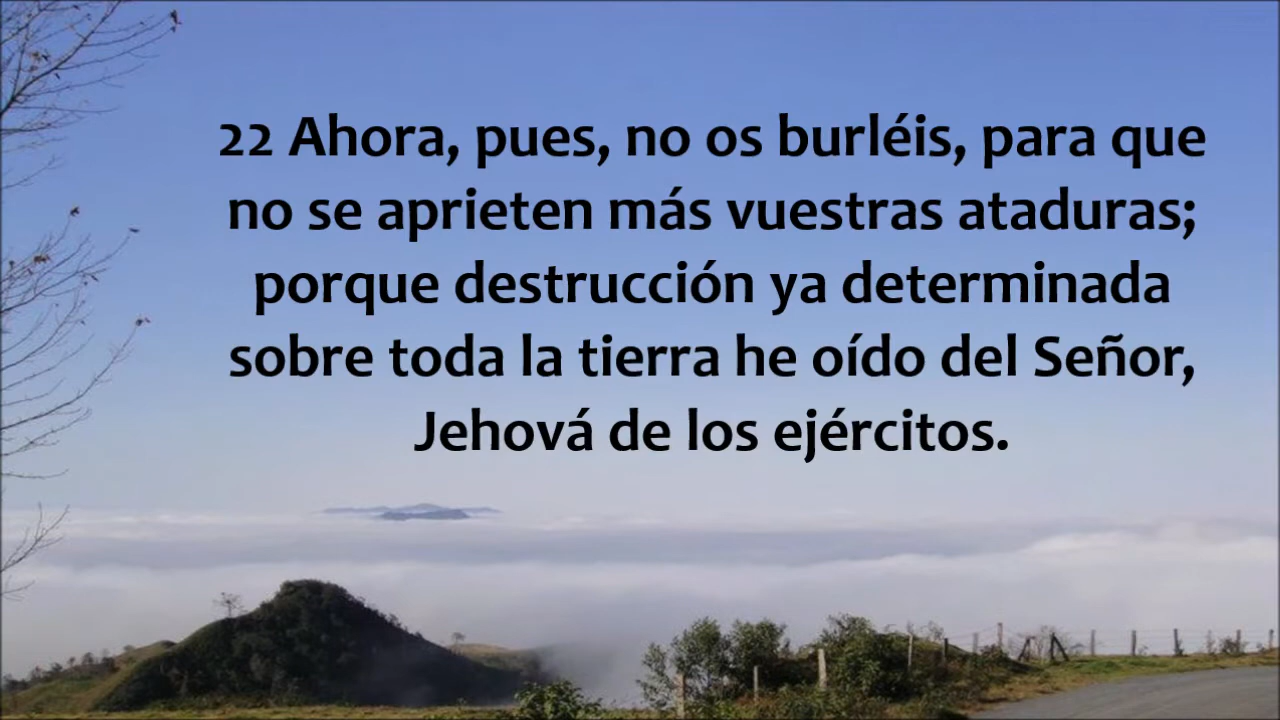 22 Ahora, pues, no os burléis, para que
no se aprieten más vuestras ataduras;
porque destrucción ya determinada
sobre toda la tierra he oído del Señor,
Jehová de los ejércitos.